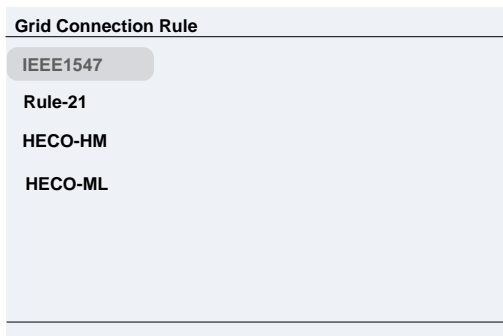 Grid Connection Rule
IEEE1547
Rule-21
HECO-HM
HECO-ML